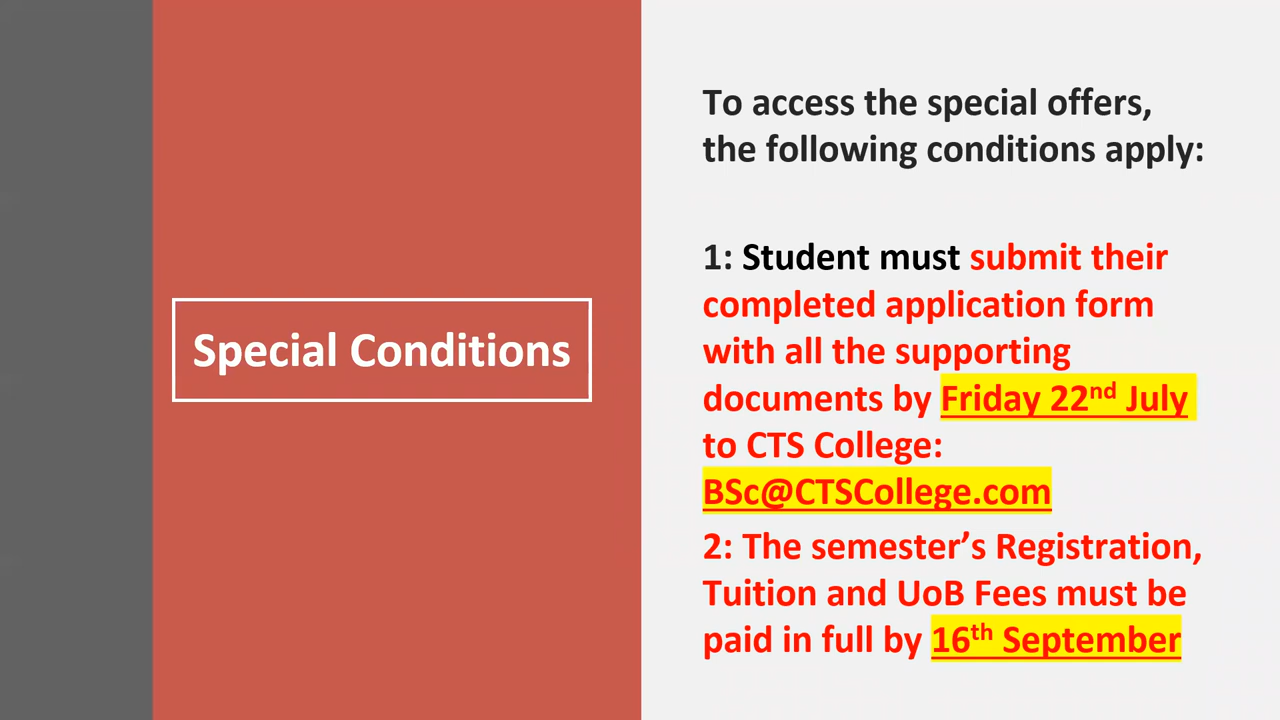 Special Conditions
To access the special offers,
the following conditions apply:
1: Student must submit their
completed application form
with all the supporting
documents by Friday 22nd July
to CTS College:
BSc@CTSCollege.com
2: The semester’s Registration,
Tuition and UoB Fees must be
paid in full by 16th September